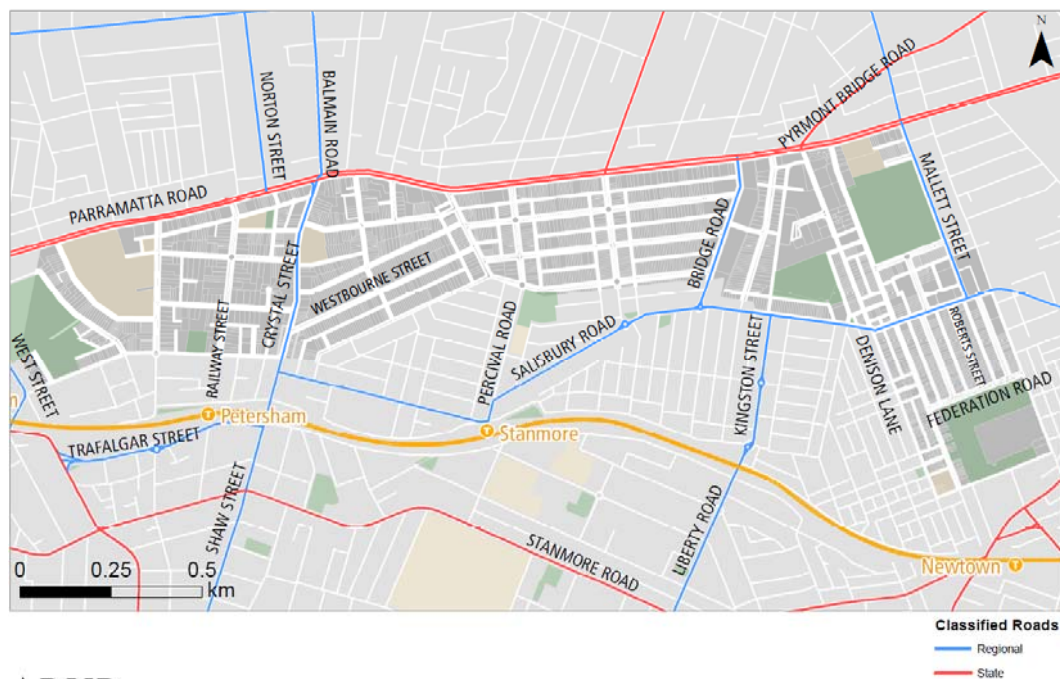 N
PYRMONT BRIDGE ROAD
NORTON STREET
BALMAIN ROAD
PARRAMATTA ROAD
MALLETT STREET
BRIDGE ROAD
WESTBOURNE STREET
CRYSTAL STREET
RAILWAY STREET
WEST STREET
PERCIVAL ROAD
SALISBURY ROAD
KINGSTON STREET
DENISON LANE
ROBERTS STREET
FEDERATION ROAD
Petersham
Stanmore
TRAFALGAR STREET
SHAW STREET
LIBERTY ROAD
STANMORE ROAD
Newtown
0 0.25 0.5
km
Classified Roads
Regional
State